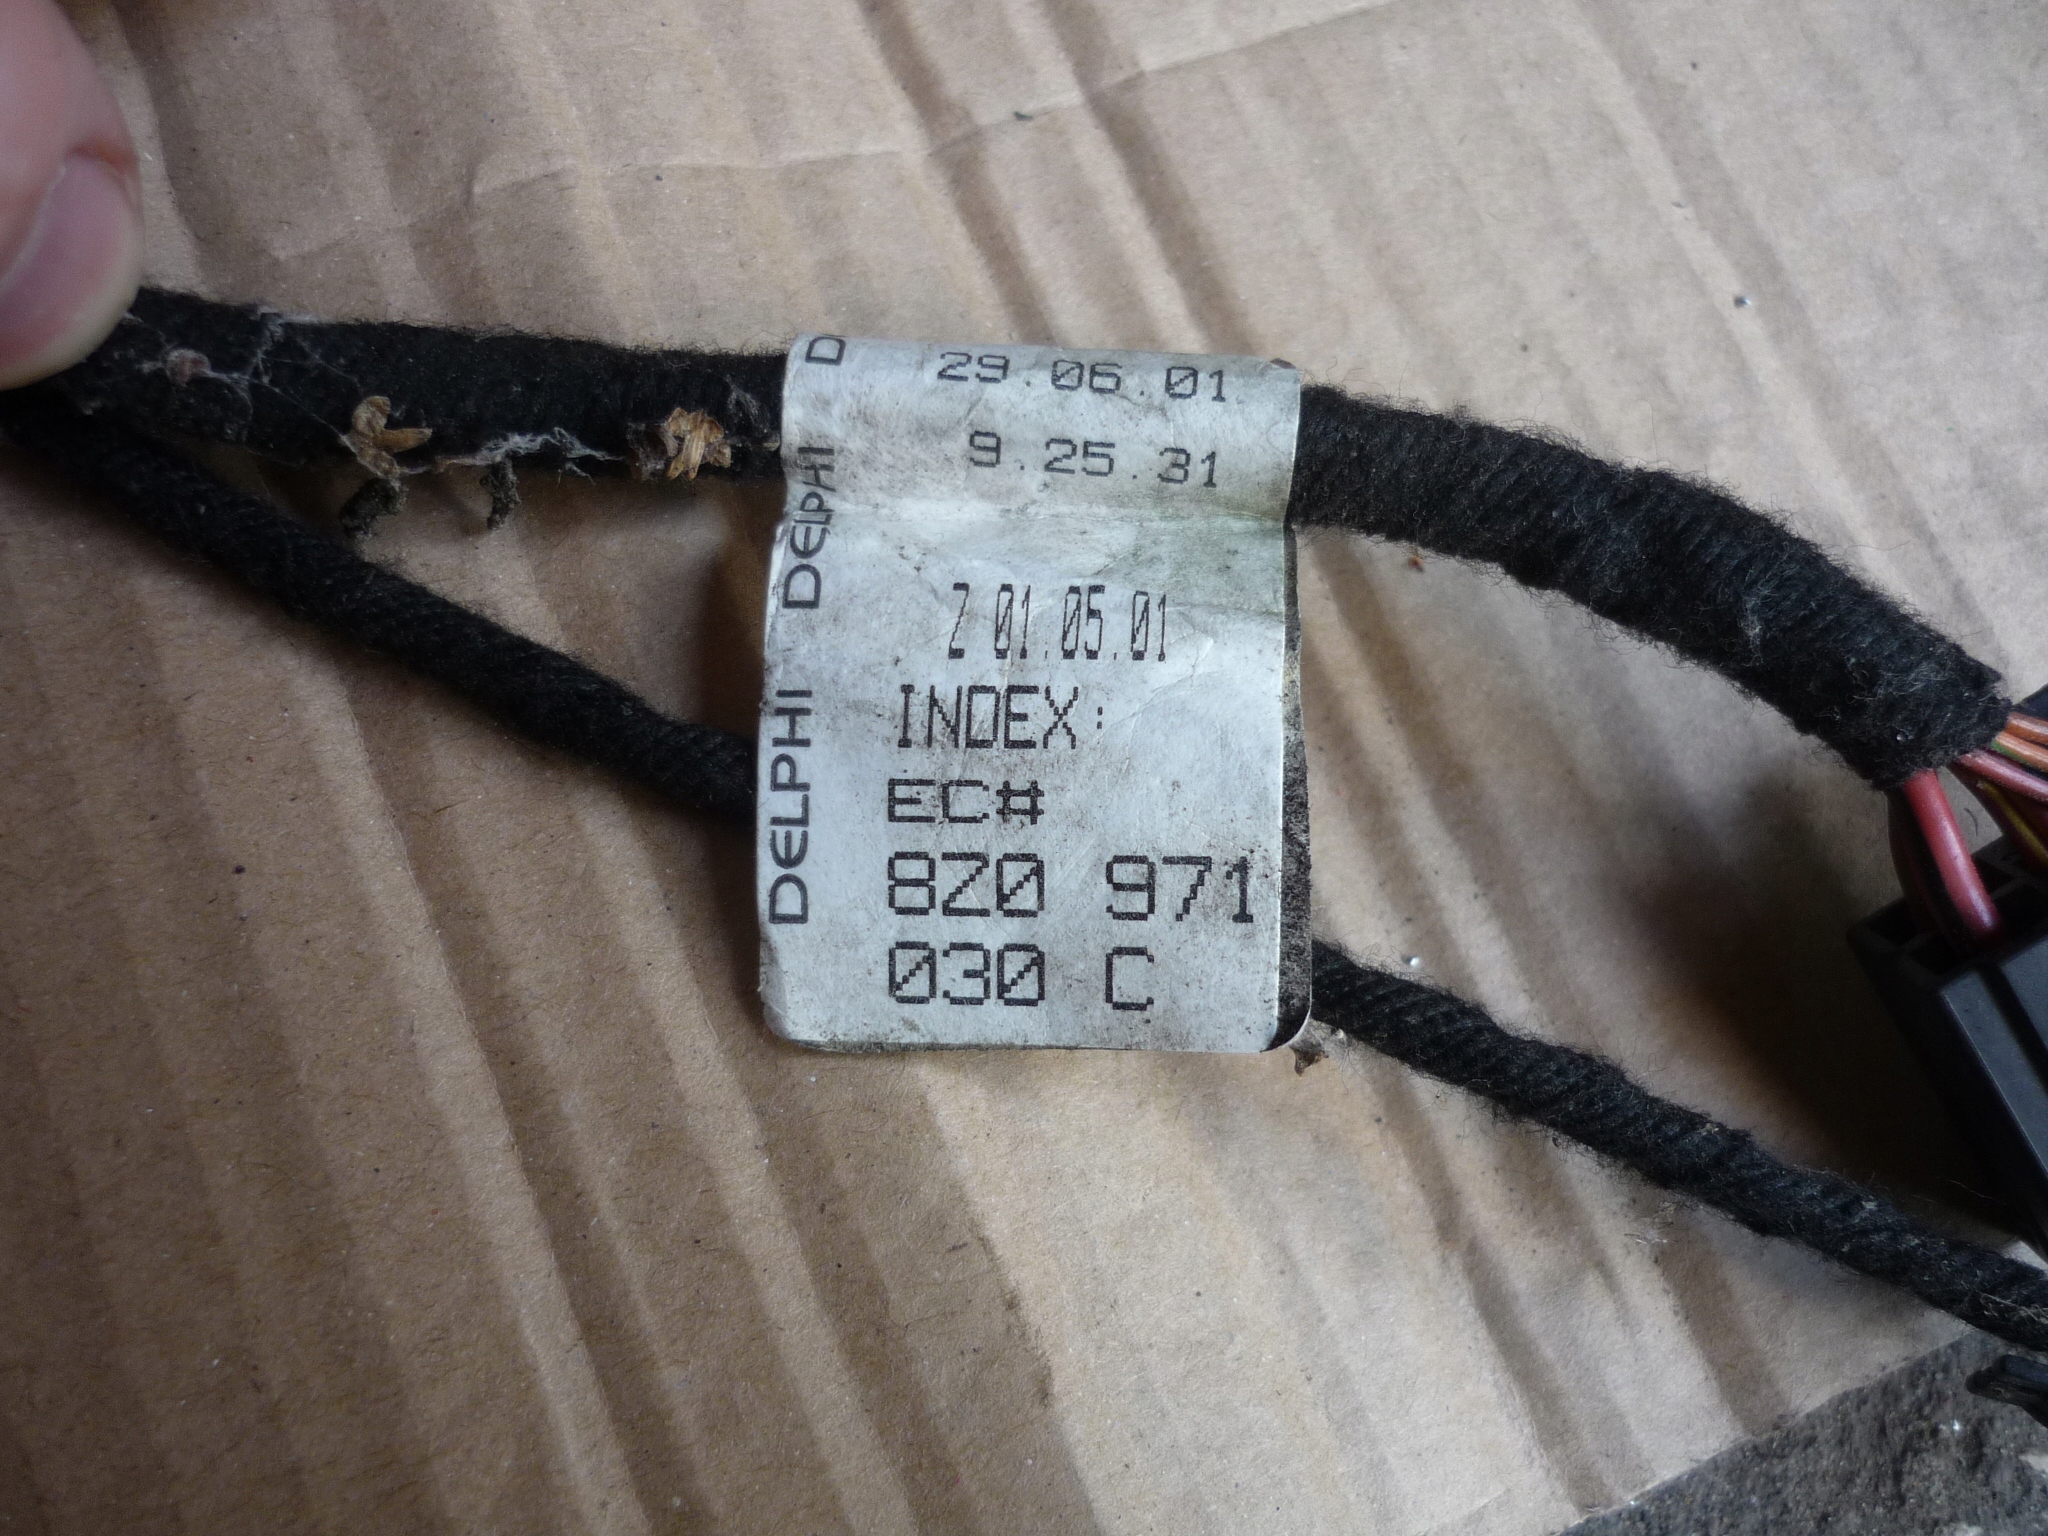 29.06.01
9.25.31
Z 01.05.01
INDEX:
EC#
8Z0 971
030 C
DELPHI DELPHI D